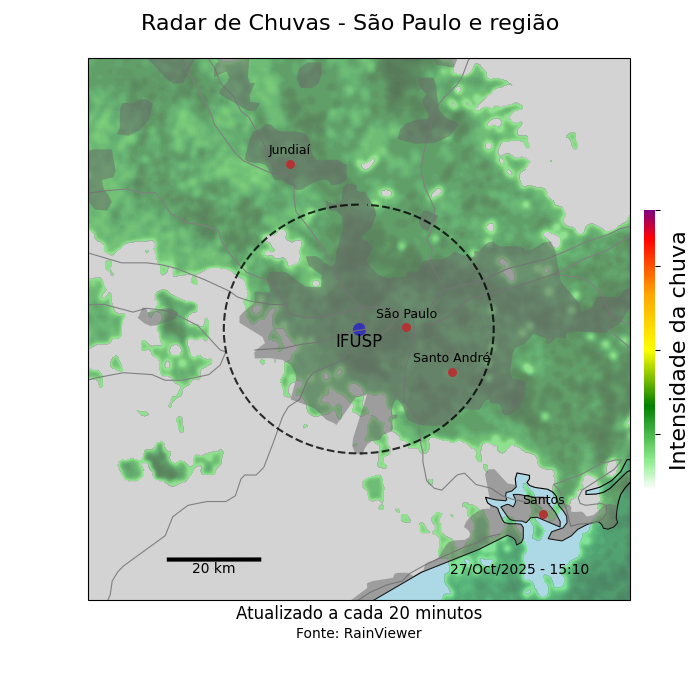 Radar de Chuvas - São Paulo e região
Jundiaí
São Paulo
IFUSP
Santo André
Santos
20 km
27/Oct/2025 - 15:10
Intensidade da chuva
Atualizado a cada 20 minutos
Fonte: RainViewer